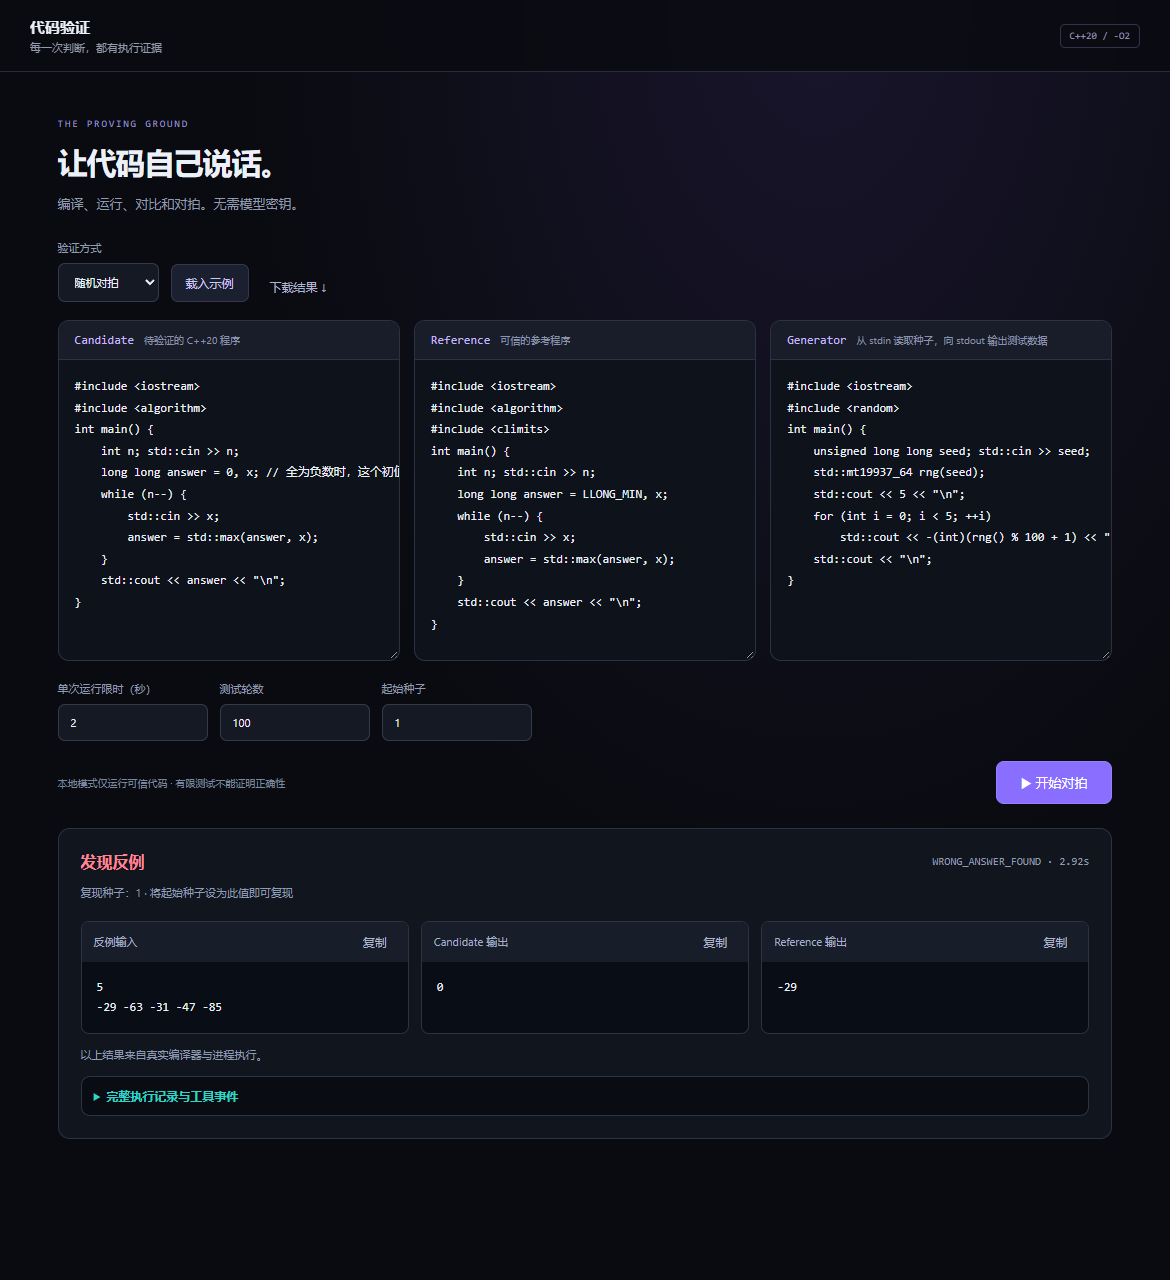 代码验证
每一次判断，都有执行证据
C++20 / -O2
THE PROVING GROUND
让代码自己说话。
编译、运行、对比和对拍。无需模型密钥。
验证方式
随机对拍
载入示例
下载结果 ↓
Candidate 待验证的 C++20 程序
#include <iostream>
#include <algorithm>
int main() {
    int n; std::cin >> n;
    long long answer = 0, x; // 全为负数时，这个初值
    while (n--) {
        std::cin >> x;
        answer = std::max(answer, x);
    }
    std::cout << answer << "\n";
}
Reference 可信的参考程序
#include <iostream>
#include <algorithm>
#include <climits>
int main() {
    int n; std::cin >> n;
    long long answer = LLONG_MIN, x;
    while (n--) {
        std::cin >> x;
        answer = std::max(answer, x);
    }
    std::cout << answer << "\n";
}
Generator 从 stdin 读取种子，向 stdout 输出测试数据
#include <iostream>
#include <random>
int main() {
    unsigned long long seed; std::cin >> seed;
    std::mt19937_64 rng(seed);
    std::cout << 5 << "\n";
    for (int i = 0; i < 5; ++i)
        std::cout << -(int)(rng() % 100 + 1) << "
    std::cout << "\n";
}
单次运行限时（秒）
2
测试轮数
100
起始种子
1
本地模式仅运行可信代码 · 有限测试不能证明正确性
▶ 开始对拍
发现反例
WRONG_ANSWER_FOUND · 2.92s
复现种子：1 · 将起始种子设为此值即可复现
反例输入
复制
5
-29 -63 -31 -47 -85
Candidate 输出
复制
0
Reference 输出
复制
-29
以上结果来自真实编译器与进程执行。
▶ 完整执行记录与工具事件